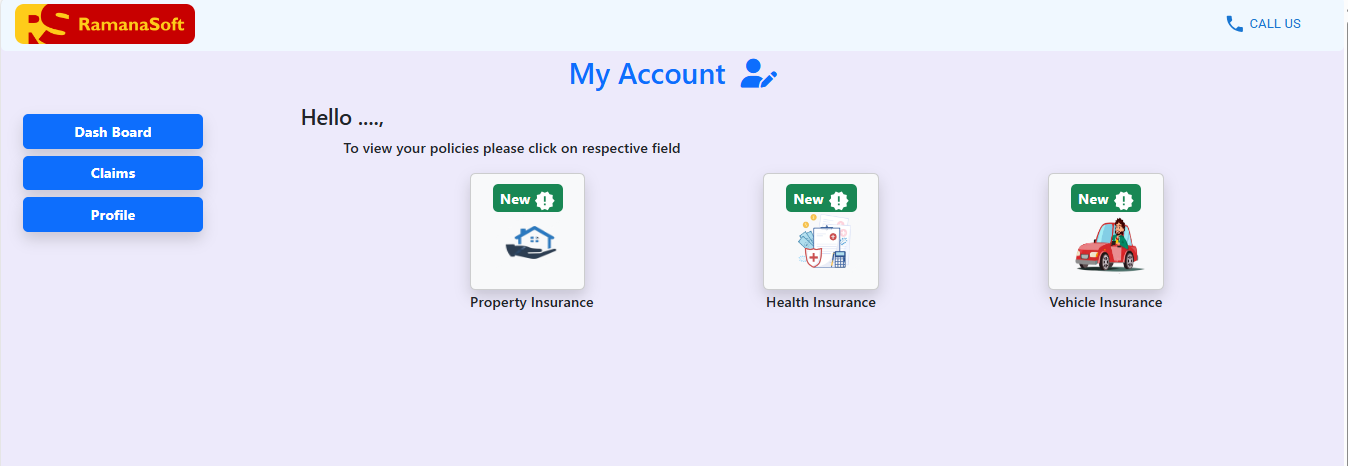 RS RamanaSoft
CALL US
My Account
Dash Board
Claims
Profile
Hello ....,
To view your policies please click on respective field
New
New
New
Property Insurance
Health Insurance
Vehicle Insurance